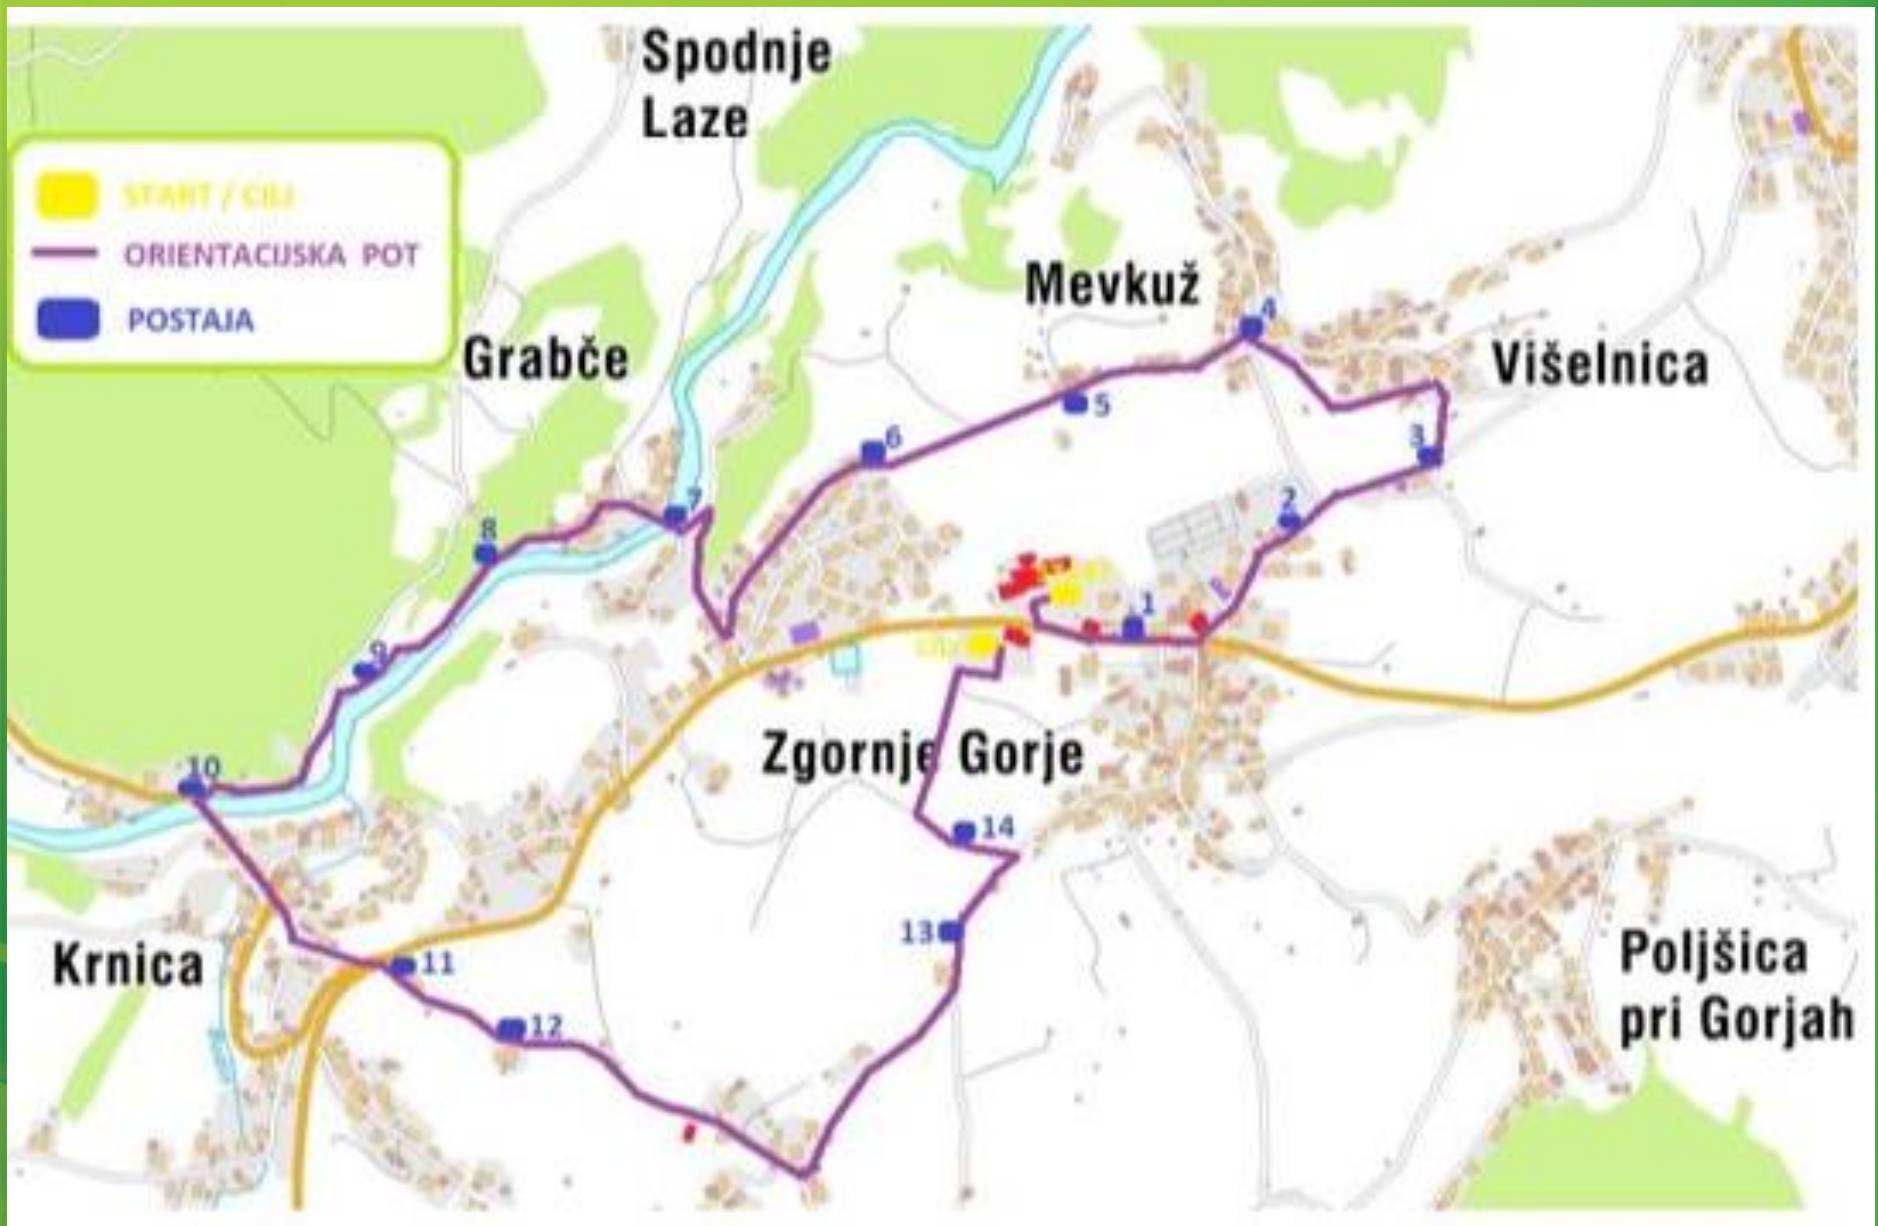 Spodnje
Laze
START / CILJ
ORIENTACIJSKA POT
POSTAJA
Grabče
Mevkuž
4
Višelnica
5
6
3
7
2
8
1
9
CILJ
Zgornje Gorje
10
14
13
Krnica
11
12
Poljšica
pri Gorjah